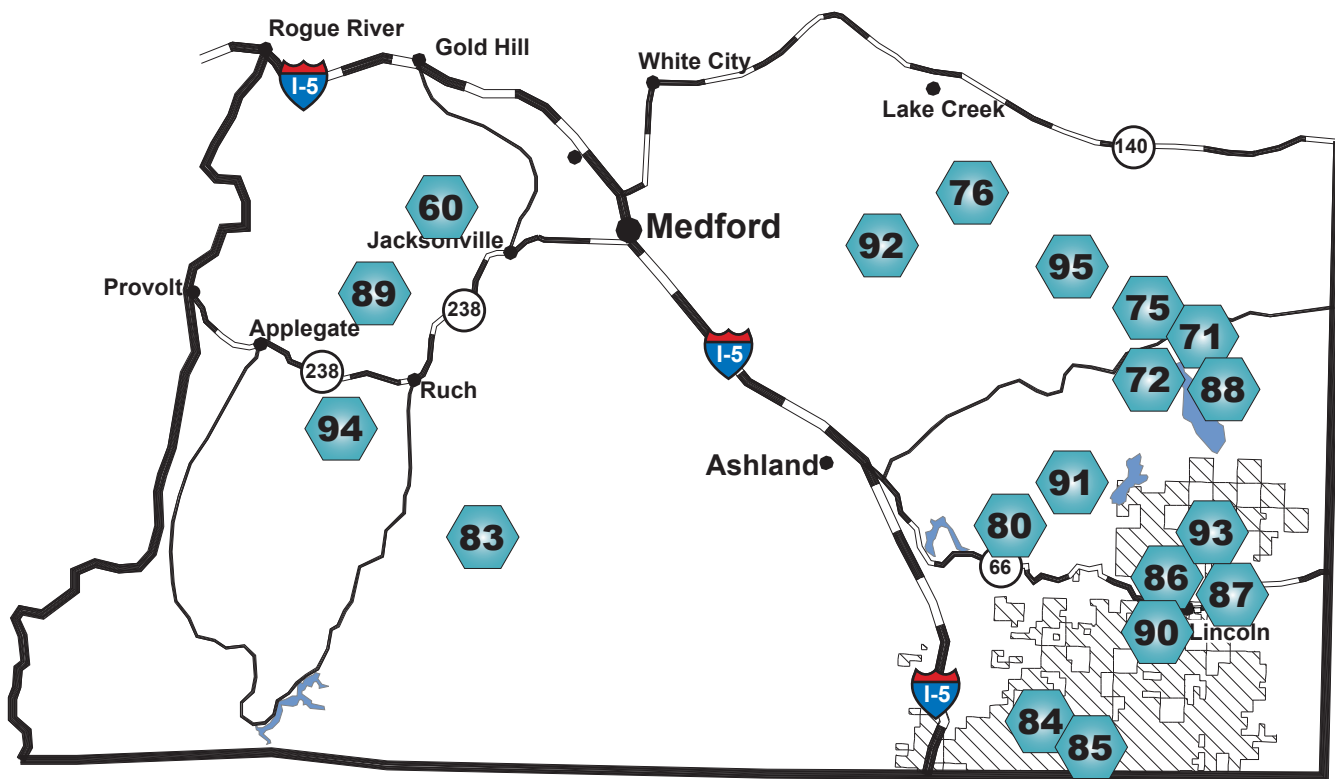 Rogue River
Gold Hill
I-5
White City
Lake Creek
140
76
60
Medford
92
Jacksonville
95
Provolt
89
238
75
Applegate
71
I-5
238
72
88
Ruch
94
Ashland
91
80
93
83
66
86
87
90
Lincoln
I-5
84
85